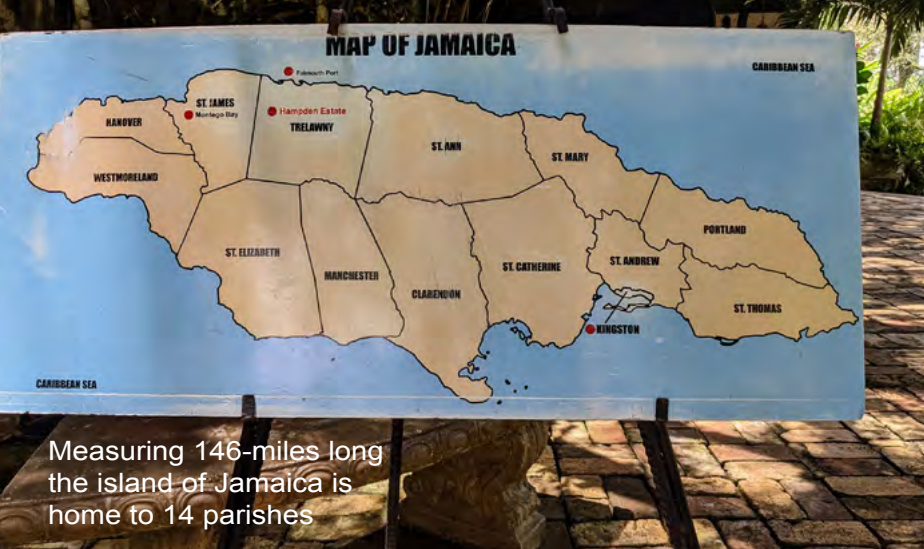 MAP OF JAMAICA
CARIBBEAN SEA
Falmouth Port
ST. JAMES
Montego Bay
Hampden Estate
TRELAWNY
HANOVER
ST. ANN
ST. MARY
WESTMORELAND
PORTLAND
ST. ELIZABETH
MANCHESTER
ST. CATHERINE
ST. ANDREW
CLARENDON
ST. THOMAS
KINGSTON
CARIBBEAN SEA
Measuring 146-miles long
the island of Jamaica is
home to 14 parishes